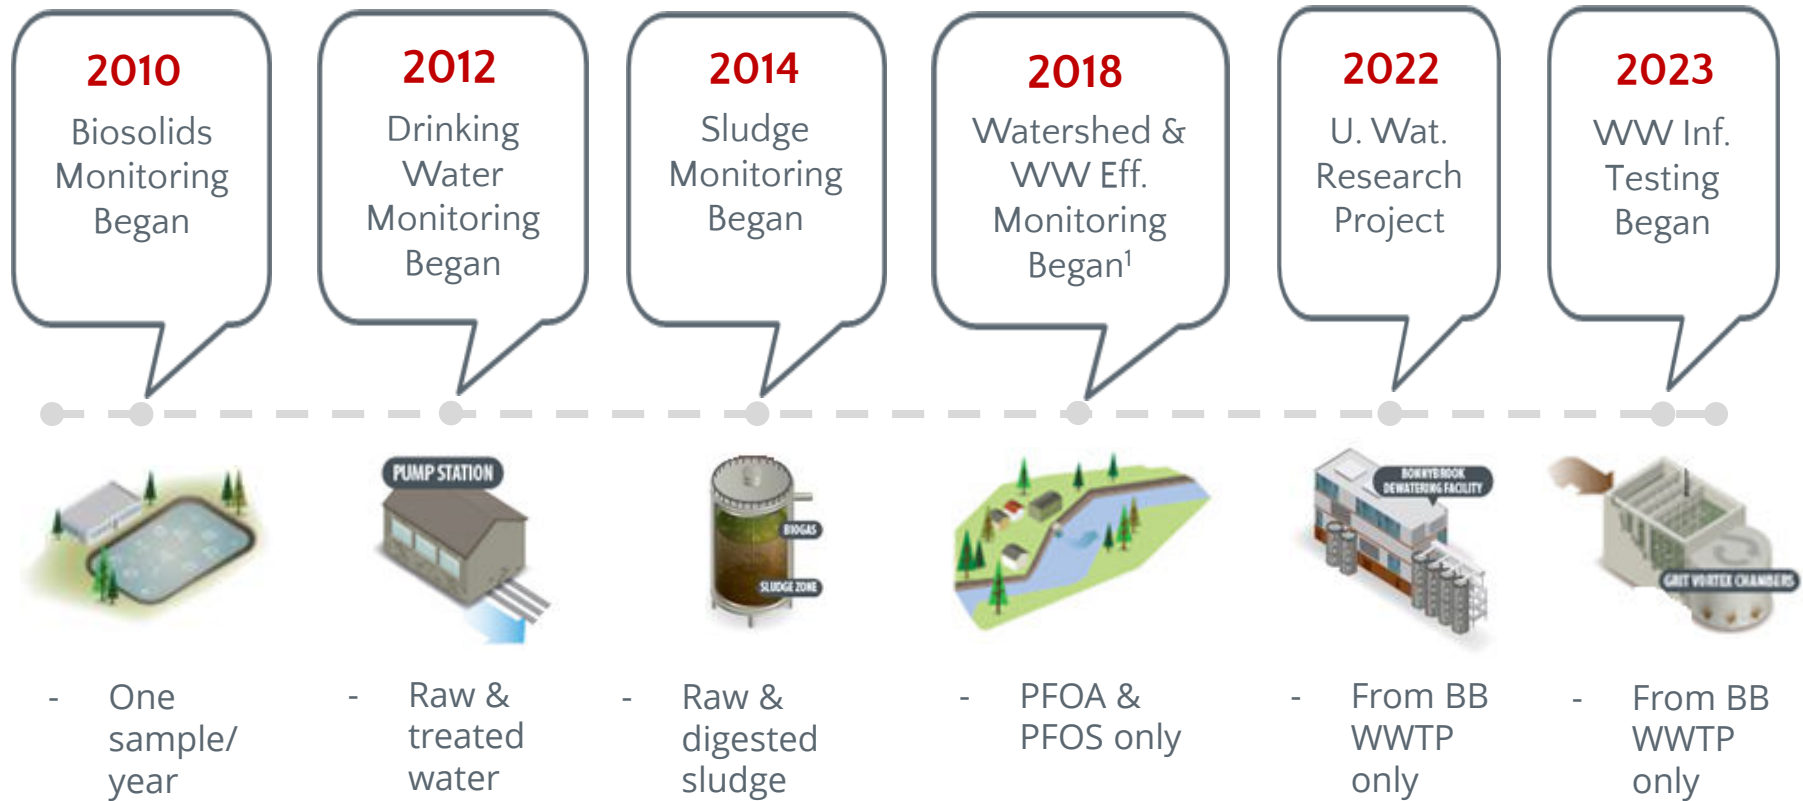 2010
Biosolids
Monitoring
Began
2012
Drinking
Water
Monitoring
Began
2014
Sludge
Monitoring
Began
2018
Watershed &
WW Eff.
Monitoring
Began¹
2022
U. Wat.
Research
Project
2023
WW Inf.
Testing
Began
PUMP STATION
BIOGAS
SLUDGE ZONE
BONNYBROOK
DEWATERING FACILITY
GRIT VORTEX CHAMBERS
- One
sample/
year
- Raw &
treated
water
- Raw &
digested
sludge
- PFOA &
PFOS only
- From BB
WWTP
only
- From BB
WWTP
only